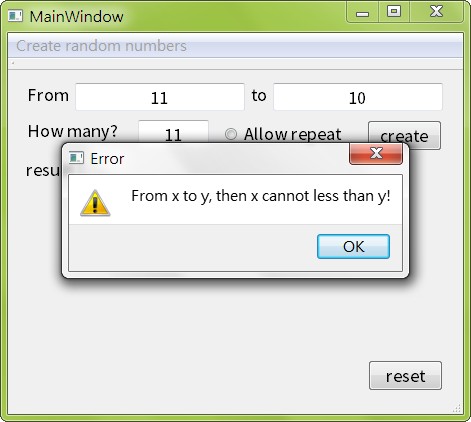 MainWindow
Create random numbers
From 11 to 10
How many? 11 Allow repeat create
Error
resu
From x to y, then x cannot less than y!
OK
reset